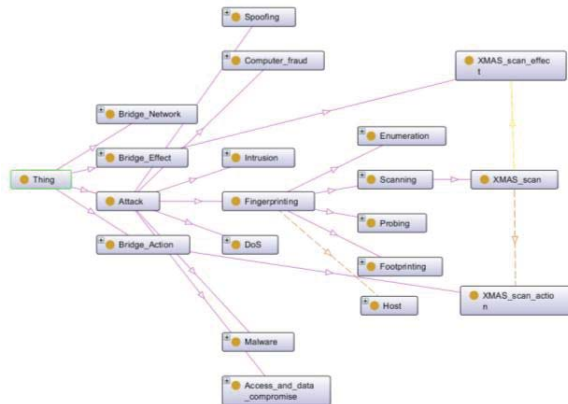 Spoofing
Computer_fraud
XMAS_scan_effec
t
Bridge_Network
Enumeration
Bridge_Effect
Intrusion
Thing
Attack
Fingerprinting
Scanning
XMAS_scan
Probing
Bridge_Action
DoS
Footprinting
Host
XMAS_scan_actio
n
Malware
Access_and_data
_compromise